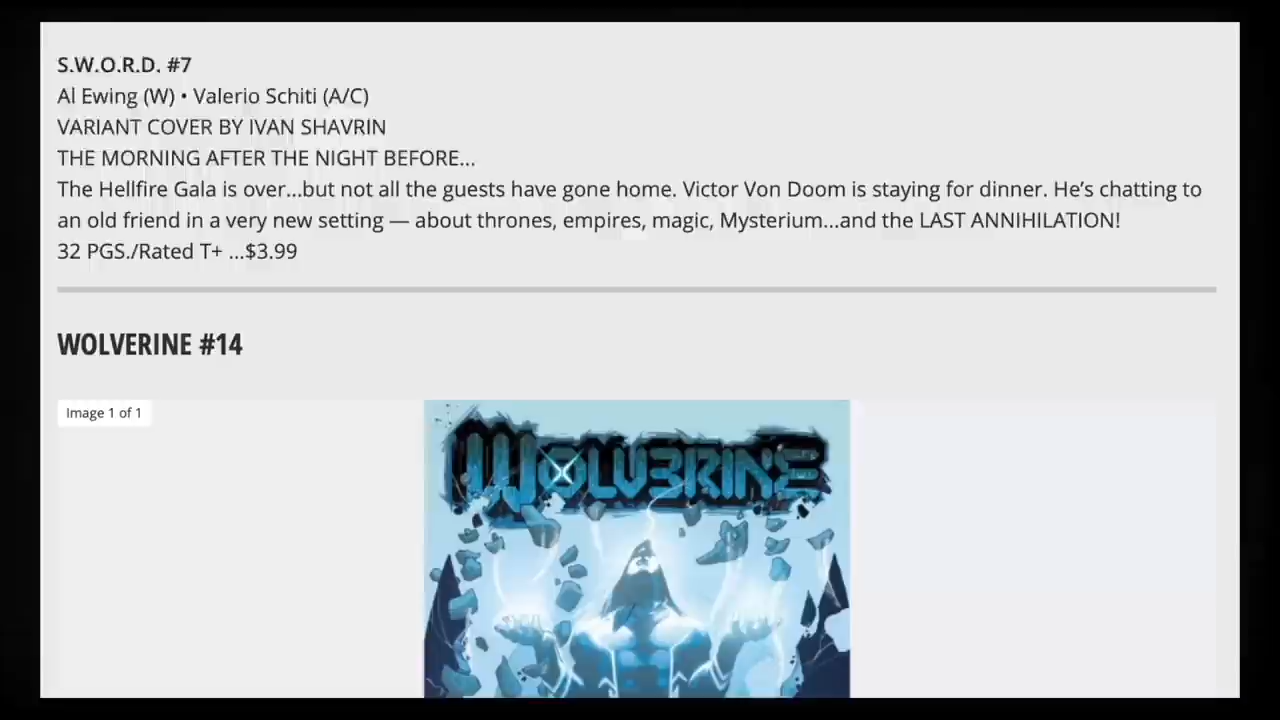 S.W.O.R.D. #7
Al Ewing (W) • Valerio Schiti (A/C)
VARIANT COVER BY IVAN SHAVRIN
THE MORNING AFTER THE NIGHT BEFORE...
The Hellfire Gala is over...but not all the guests have gone home. Victor Von Doom is staying for dinner. He's chatting to
an old friend in a very new setting — about thrones, empires, magic, Mysterium...and the LAST ANNIHILATION!
32 PGS./Rated T+ ...$3.99
WOLVERINE #14
Image 1 of 1
WOLVERINE